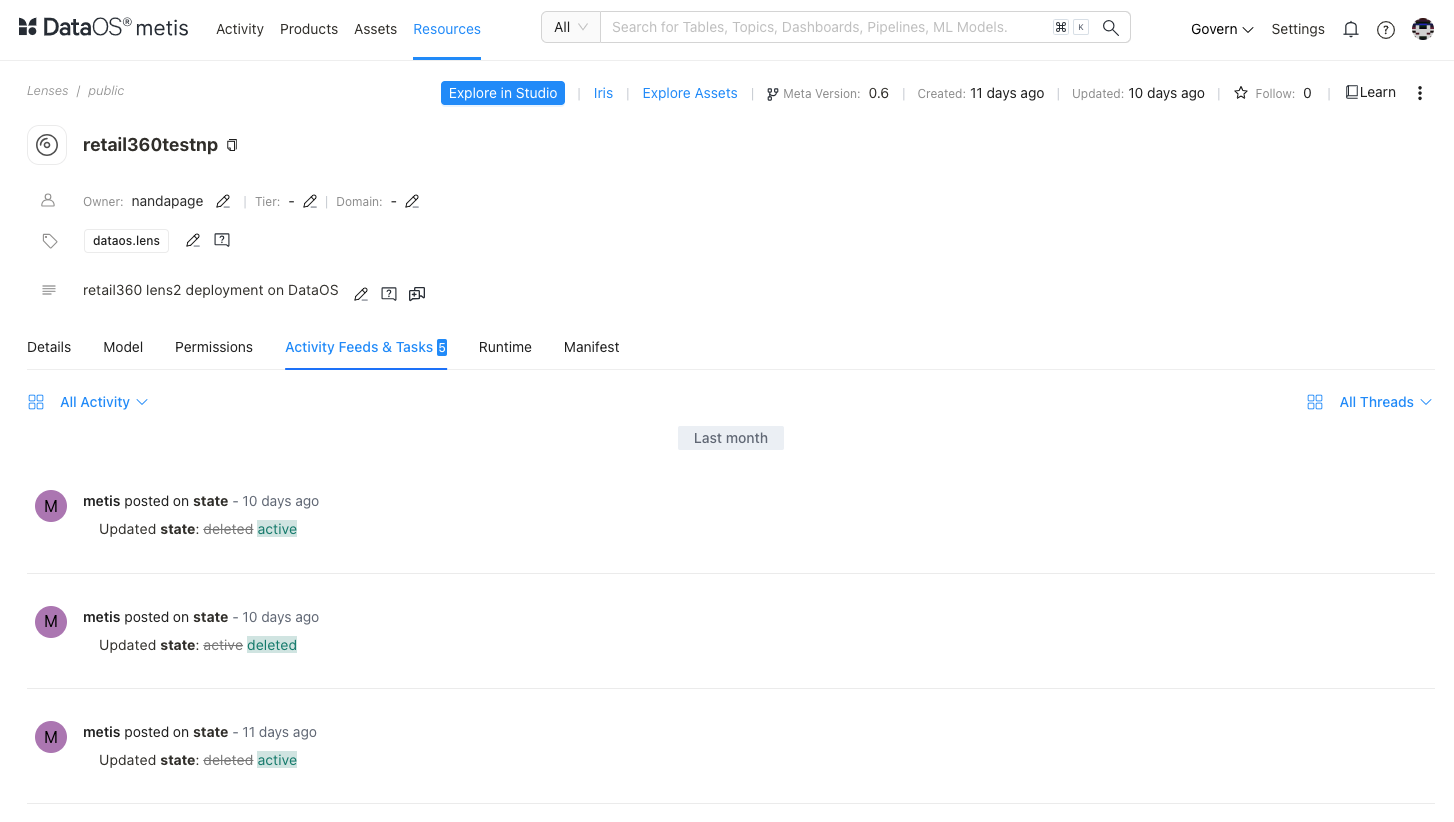 DataOS® metis Activity Products Assets Resources All Search for Tables, Topics, Dashboards, Pipelines, ML Models. ⌘ K Govern Settings
Lenses / public
Explore in Studio | Iris | Explore Assets | Meta Version: 0.6 | Created: 11 days ago | Updated: 10 days ago | Follow: 0 | Learn
retail360testnp
Owner: nandapage | Tier: - | Domain: -
dataos.lens
retail360 lens2 deployment on DataOS
Details Model Permissions Activity Feeds & Tasks 5 Runtime Manifest
All Activity All Threads
Last month
M metis posted on state - 10 days ago
Updated state: deleted active
M metis posted on state - 10 days ago
Updated state: active deleted
M metis posted on state - 11 days ago
Updated state: deleted active